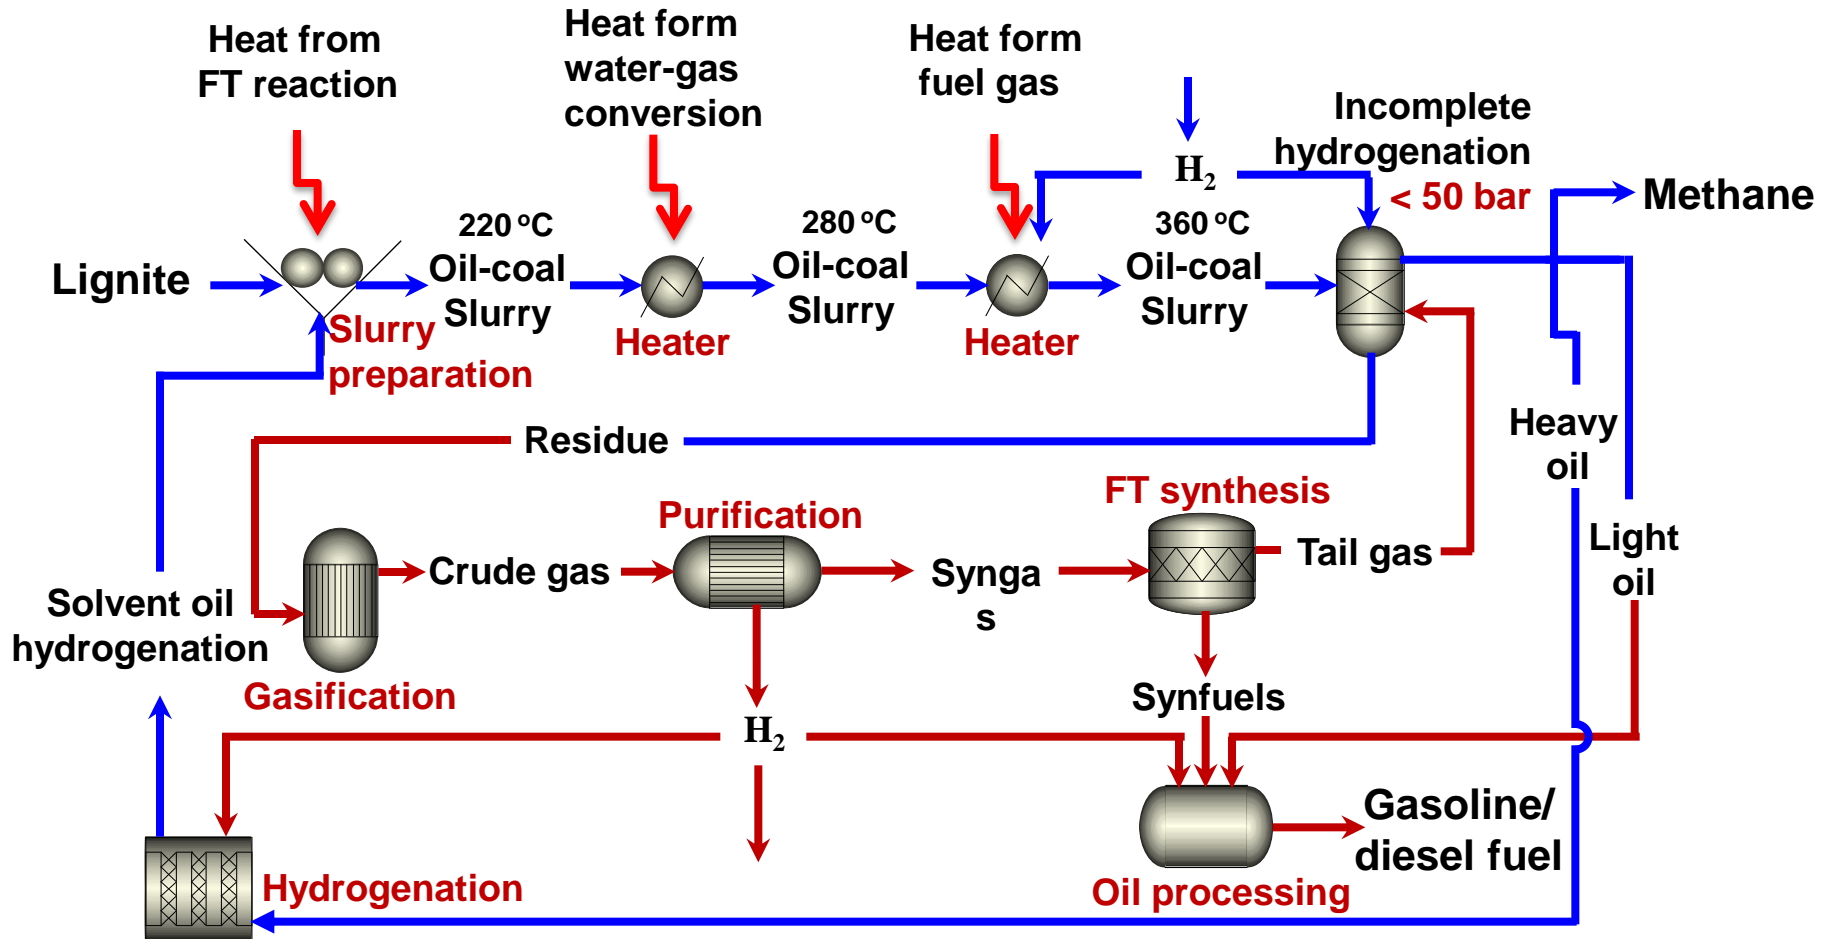 Heat from
FT reaction
Heat form
water-gas
conversion
Heat form
fuel gas
H2
Incomplete
hydrogenation
< 50 bar
Methane
Lignite
220 ºC
Oil-coal
Slurry
280 ºC
Oil-coal
Slurry
360 ºC
Oil-coal
Slurry
Slurry
preparation
Heater
Heater
Residue
Heavy
oil
Light
oil
Purification
FT synthesis
Crude gas
Synga
s
Tail gas
Solvent oil
hydrogenation
Gasification
Synfuels
H2
Gasoline/
diesel fuel
Hydrogenation
Oil processing